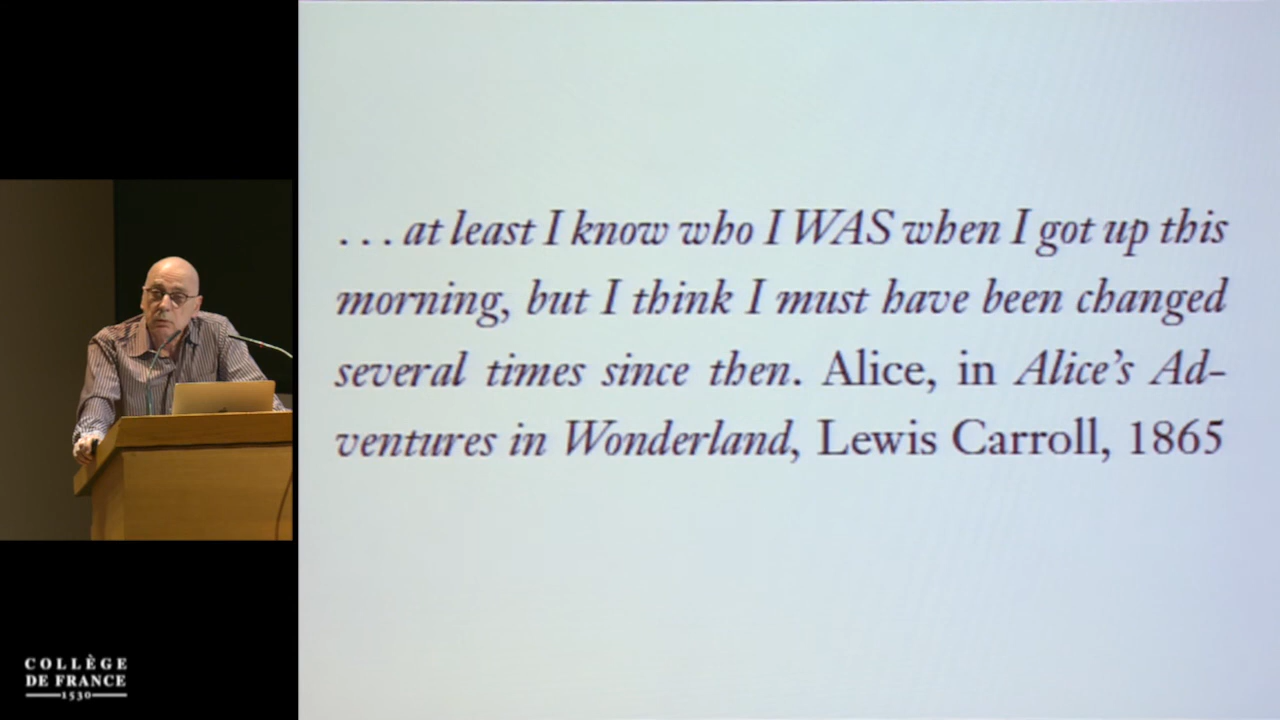 . . . at least I know who I WAS when I got up this
morning, but I think I must have been changed
several times since then. Alice, in Alice's Ad-
ventures in Wonderland, Lewis Carroll, 1865
COLLÈGE
DE FRANCE
1530